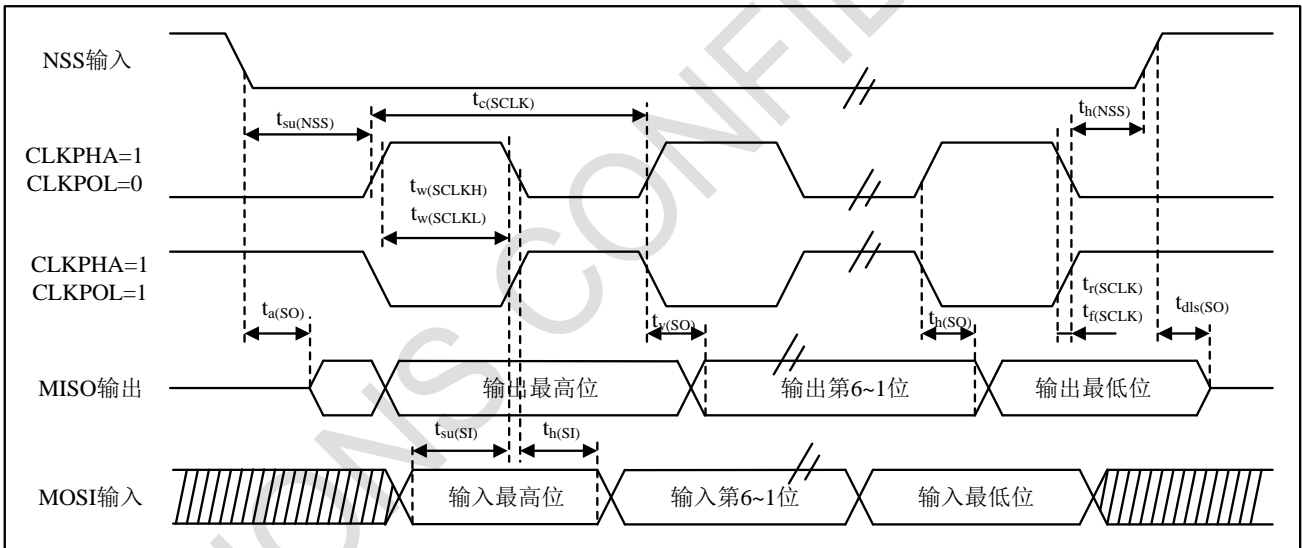 NSS输入
tsu(NSS)
tc(SCLK)
th(NSS)
CLKPHA=1
CLKPOL=0
tw(SCLKH)
tw(SCLKL)
CLKPHA=1
CLKPOL=1
ta(SO)
tv(SO)
th(SO)
tr(SCLK)
tf(SCLK)
tdls(SO)
MISO输出
输出最高位
输出第6~1位
输出最低位
tsu(SI)
th(SI)
MOSI输入
输入最高位
输入第6~1位
输入最低位
IONS CONFI